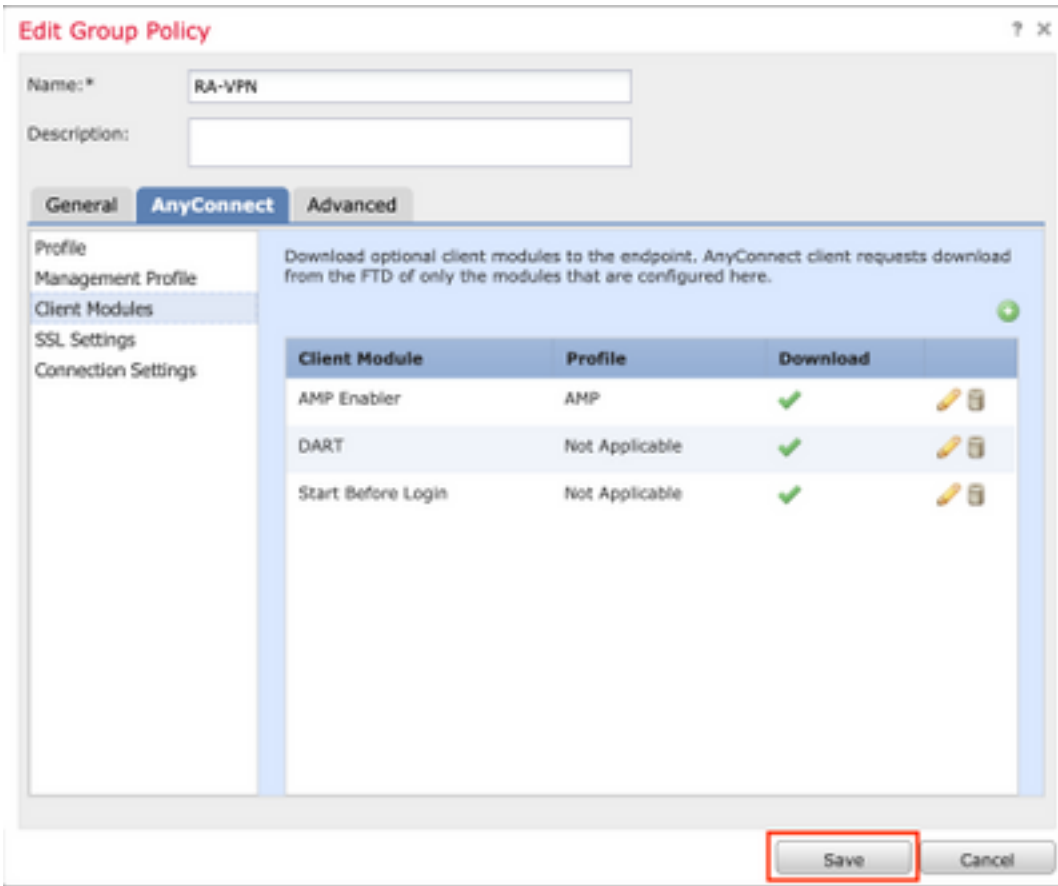 Edit Group Policy
?
Name:*
RA-VPN
Description:
General AnyConnect Advanced
Profile
Management Profile
Client Modules
SSL Settings
Connection Settings
Download optional client modules to the endpoint. AnyConnect client requests download
from the FTD of only the modules that are configured here.
Client Module Profile Download
AMP Enabler AMP
DART Not Applicable
Start Before Login Not Applicable
Save Cancel